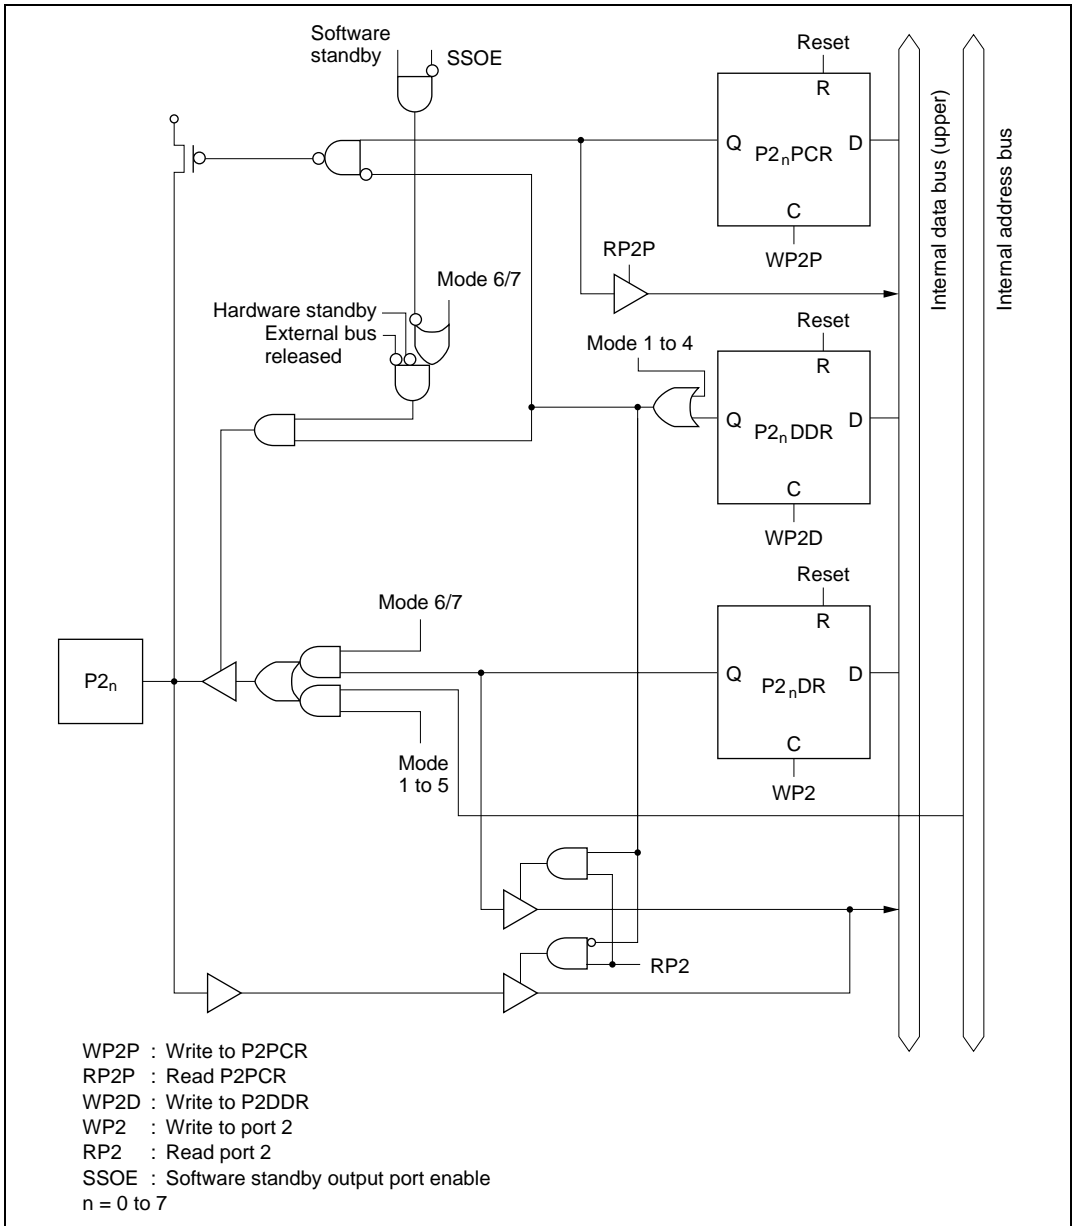 Software
standby
SSOE
Reset
R
Q
P2nPCR
D
C
WP2P
Internal data bus (upper)
Internal address bus
RP2P
Mode 6/7
Hardware standby
External bus
released
Reset
Mode 1 to 4
R
Q
P2nDDR
D
C
WP2D
Reset
Mode 6/7
R
P2n
Q
P2nDR
D
C
Mode
1 to 5
WP2
RP2
WP2P : Write to P2PCR
RP2P : Read P2PCR
WP2D : Write to P2DDR
WP2 : Write to port 2
RP2 : Read port 2
SSOE : Software standby output port enable
n = 0 to 7